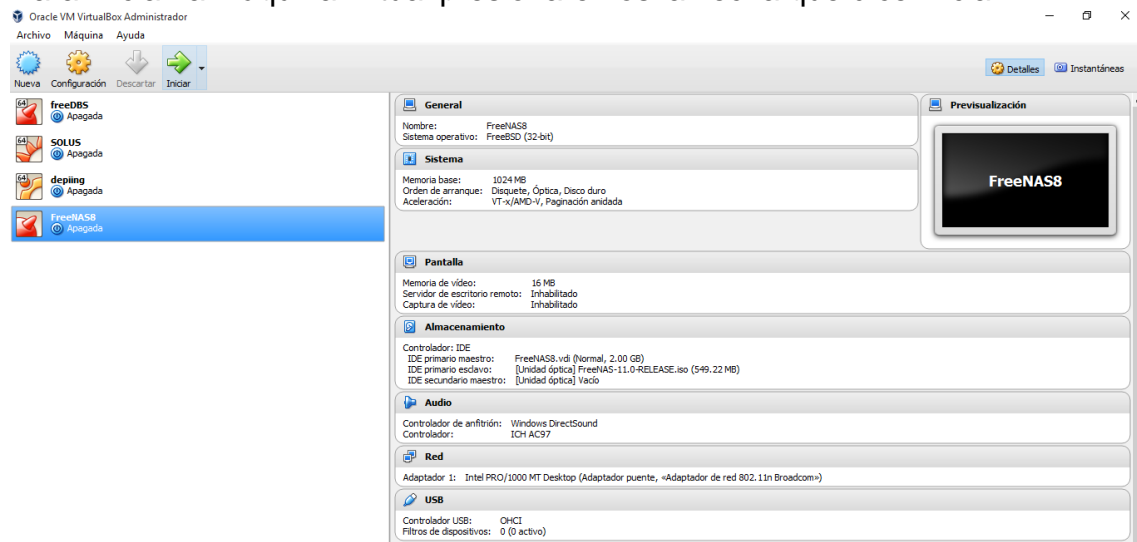 Oracle VM VirtualBox Administrador
Archivo Máquina Ayuda
Nueva Configuración Descartar Iniciar
Detalles Instantáneas
64 freeDBS
Apagada
64 SOLUS
Apagada
64 depiing
Apagada
FreeNAS8
Apagada
General
Nombre: FreeNAS8
Sistema operativo: FreeBSD (32-bit)
Sistema
Memoria base: 1024 MB
Orden de arranque: Disquete, Óptica, Disco duro
Aceleración: VT-x/AMD-V, Paginación anidada
Previsualización
FreeNAS8
Pantalla
Memoria de vídeo: 16 MB
Servidor de escritorio remoto: Inhabilitado
Captura de vídeo: Inhabilitado
Almacenamiento
Controlador: IDE
IDE primario maestro: FreeNAS8.vdi (Normal, 2.00 GB)
IDE primario esclavo: [Unidad óptica] FreeNAS-11.0-RELEASE.iso (549.22 MB)
IDE secundario maestro: [Unidad óptica] Vacío
Audio
Controlador de anfitrión: Windows DirectSound
Controlador: ICH AC97
Red
Adaptador 1: Intel PRO/1000 MT Desktop (Adaptador puente, «Adaptador de red 802.11n Broadcom»)
USB
Controlador USB: OHCI
Filtros de dispositivos: 0 (0 activo)